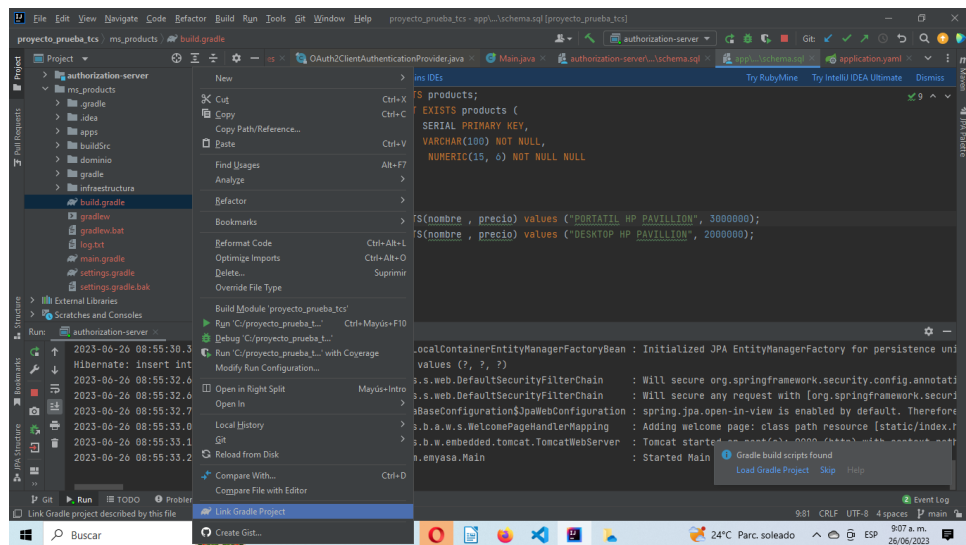 File Edit View Navigate Code Refactor Build Run Tools Git Window Help proyecto_prueba_tcs - app\...\schema.sql [proyecto_prueba_tcs]
proyecto_prueba_tcs ms_products build.gradle authorization-server Git:
Project OAuth2ClientAuthenticationProvider.java Main.java authorization-server\...\schema.sql app\...\schema.sql application.yaml
authorization-server
ms_products
.gradle
.idea
apps
buildSrc
dominio
gradle
infraestructura
build.gradle
gradlew
gradlew.bat
log.txt
main.gradle
settings.gradle
settings.gradle.bak
External Libraries
Scratches and Consoles
New
Cut Ctrl+X
Copy Ctrl+C
Copy Path/Reference...
Paste Ctrl+V
Find Usages Alt+F7
Analyze
Refactor
Bookmarks
Reformat Code Ctrl+Alt+L
Optimize Imports Ctrl+Alt+O
Delete... Suprimir
Override File Type
Build Module 'proyecto_prueba_tcs'
Run 'C:/proyecto_prueba_t...' Ctrl+Mayús+F10
Debug 'C:/proyecto_prueba_t...'
Run 'C:/proyecto_prueba_t...' with Coverage
Modify Run Configuration...
Open in Right Split Mayús+Intro
Open In
Local History
Git
Reload from Disk
Compare With... Ctrl+D
Compare File with Editor
Link Gradle Project
Create Gist...
ins IDEs Try RubyMine Try IntelliJ IDEA Ultimate Dismiss
TS products; 9
EXISTS products (
SERIAL PRIMARY KEY,
VARCHAR(100) NOT NULL,
NUMERIC(15, 6) NOT NULL NULL
TS(nombre , precio) values ("PORTATIL HP PAVILLION", 3000000);
TS(nombre , precio) values ("DESKTOP HP PAVILLION", 2000000);
Project
Pull Requests
Structure
Bookmarks
JPA Structure
Maven
JPA Palette
Run: authorization-server
2023-06-26 08:55:30.3 LocalContainerEntityManagerFactoryBean : Initialized JPA EntityManagerFactory for persistence uni
Hibernate: insert int values (?, ?, ?)
2023-06-26 08:55:32.6 s.s.web.DefaultSecurityFilterChain : Will secure org.springframework.security.config.annotati
2023-06-26 08:55:32.6 s.s.web.DefaultSecurityFilterChain : Will secure any request with [org.springframework.securi
2023-06-26 08:55:32.7 aBaseConfiguration$JpaWebConfiguration : spring.jpa.open-in-view is enabled by default. Therefore
2023-06-26 08:55:33.0 s.b.a.w.s.WelcomePageHandlerMapping : Adding welcome page: class path resource [static/index.h
2023-06-26 08:55:33.1 s.b.w.embedded.tomcat.TomcatWebServer : Tomcat started
2023-06-26 08:55:33.2 m.emyasa.Main : Started Main
Gradle build scripts found
Load Gradle Project Skip Help
Git Run TODO Problem 2 Event Log
Link Gradle project described by this file 9:81 CRLF UTF-8 4 spaces main
Buscar 24°C Parc. soleado ESP 9:07 a. m.
26/06/2023